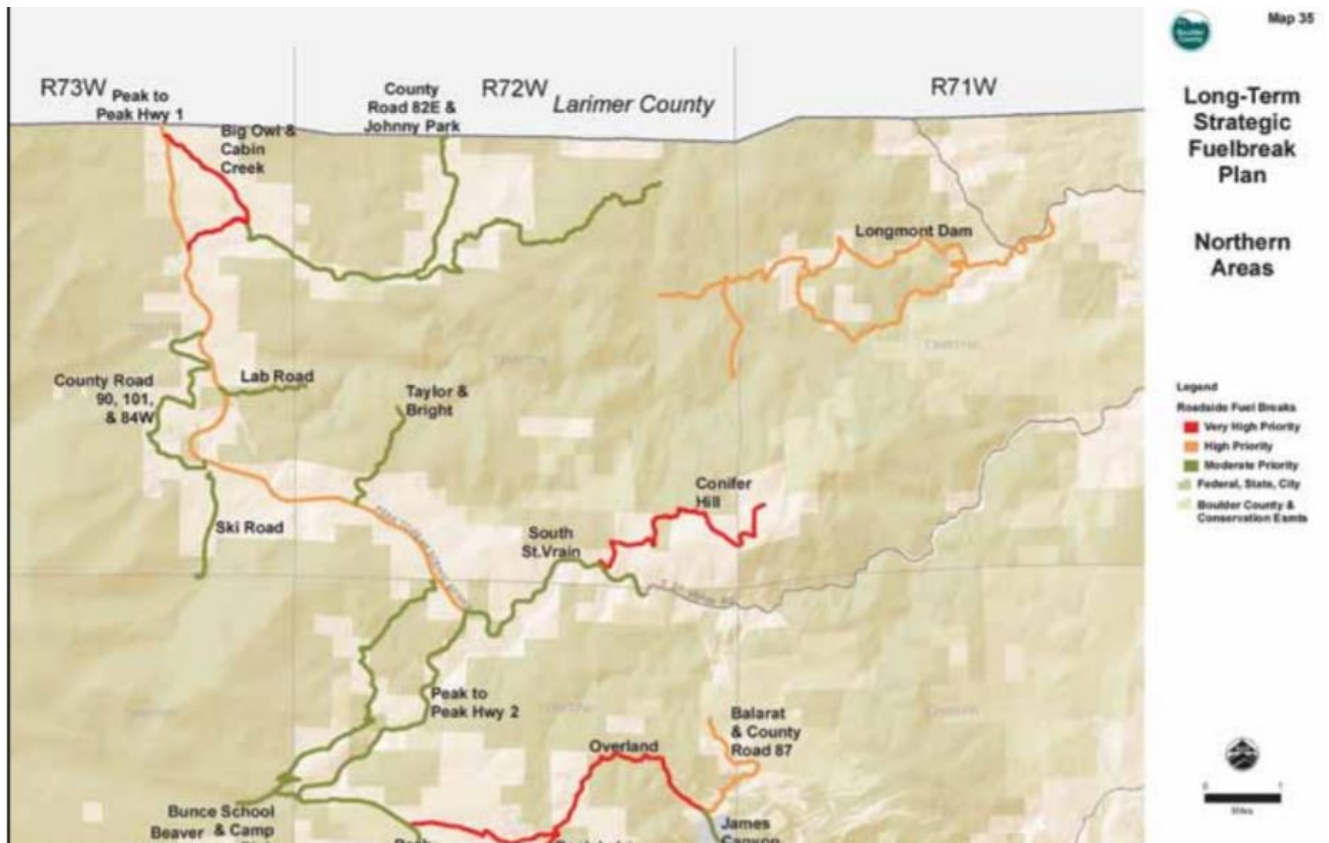 Boulder
County
Map 35
Long-Term
Strategic
Fuelbreak
Plan
Northern
Areas
R73W
R72W
Larimer County
R71W
Peak to
Peak Hwy 1
Big Owl &
Cabin
Creek
County
Road 82E &
Johnny Park
Longmont Dam
County Road
90, 101,
& 84W
Lab Road
Taylor &
Bright
Ski Road
South
St.Vrain
Conifer
Hill
Peak to
Peak Hwy 2
Overland
Balarat
& County
Road 87
Bunce School
Beaver & Camp
James
Canyon
Legend
Roadside Fuel Breaks
Very High Priority
High Priority
Moderate Priority
Federal, State, City
Boulder County &
Conservation Esmts
0 1
Miles